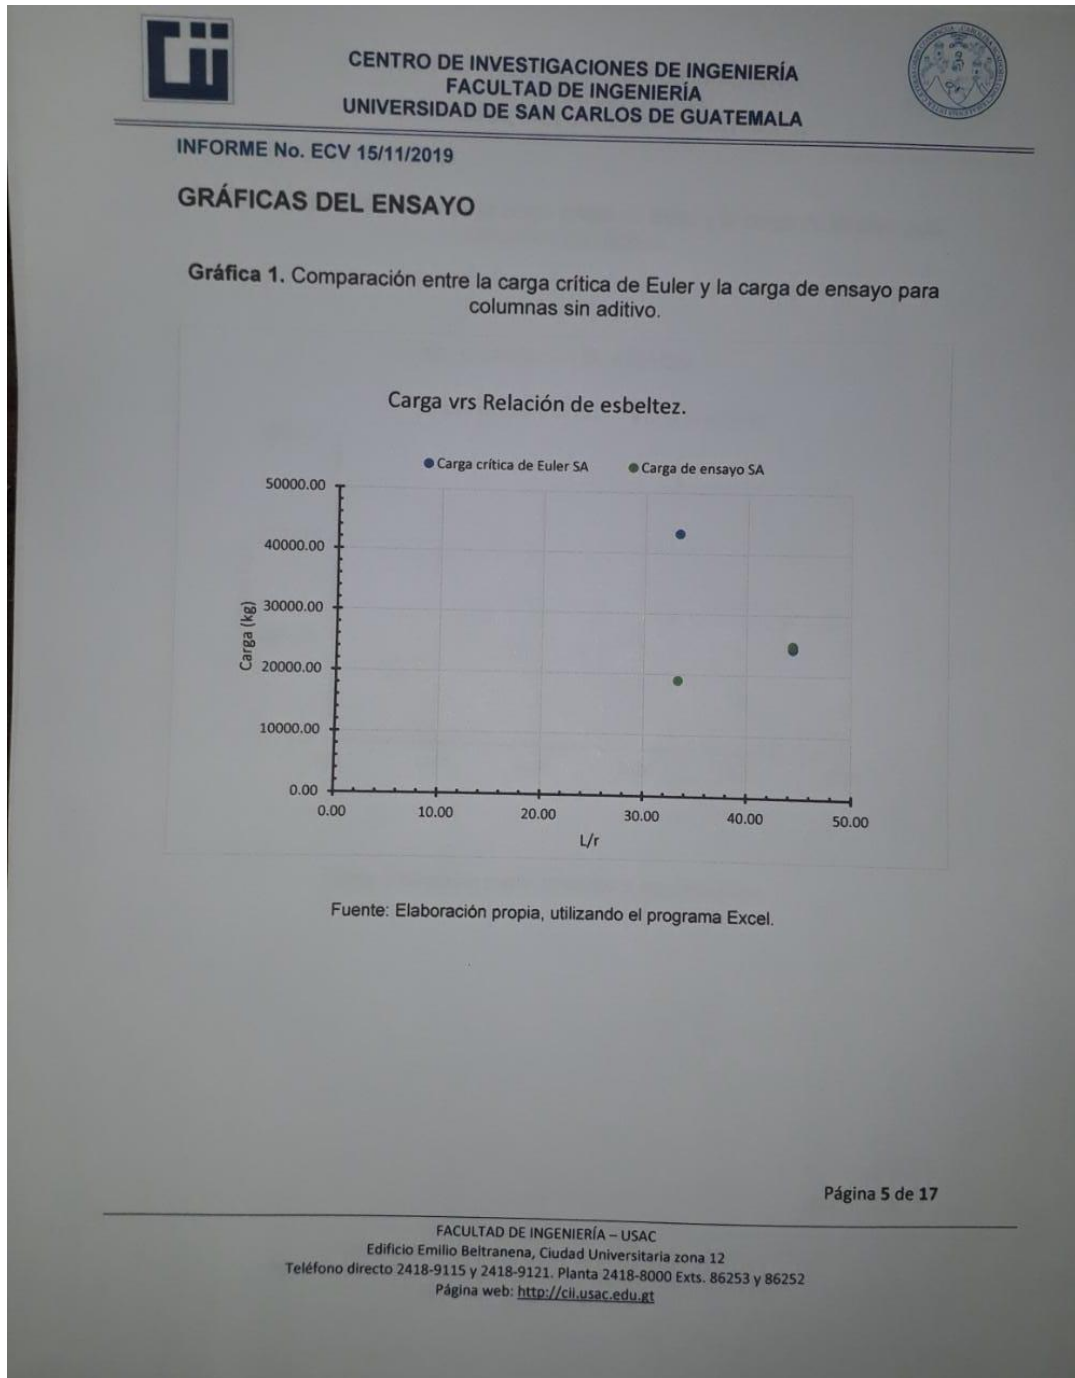 CENTRO DE INVESTIGACIONES DE INGENIERÍA
FACULTAD DE INGENIERÍA
UNIVERSIDAD DE SAN CARLOS DE GUATEMALA
INFORME No. ECV 15/11/2019
GRÁFICAS DEL ENSAYO
Gráfica 1. Comparación entre la carga crítica de Euler y la carga de ensayo para
columnas sin aditivo.
Carga vrs Relación de esbeltez.
Carga crítica de Euler SA
Carga de ensayo SA
50000.00
40000.00
30000.00
20000.00
10000.00
0.00
Carga (kg)
0.00 10.00 20.00 30.00 40.00 50.00
L/r
Fuente: Elaboración propia, utilizando el programa Excel.
Página 5 de 17
FACULTAD DE INGENIERÍA – USAC
Edificio Emilio Beltranena, Ciudad Universitaria zona 12
Teléfono directo 2418-9115 y 2418-9121. Planta 2418-8000 Exts. 86253 y 86252
Página web: http://cii.usac.edu.gt